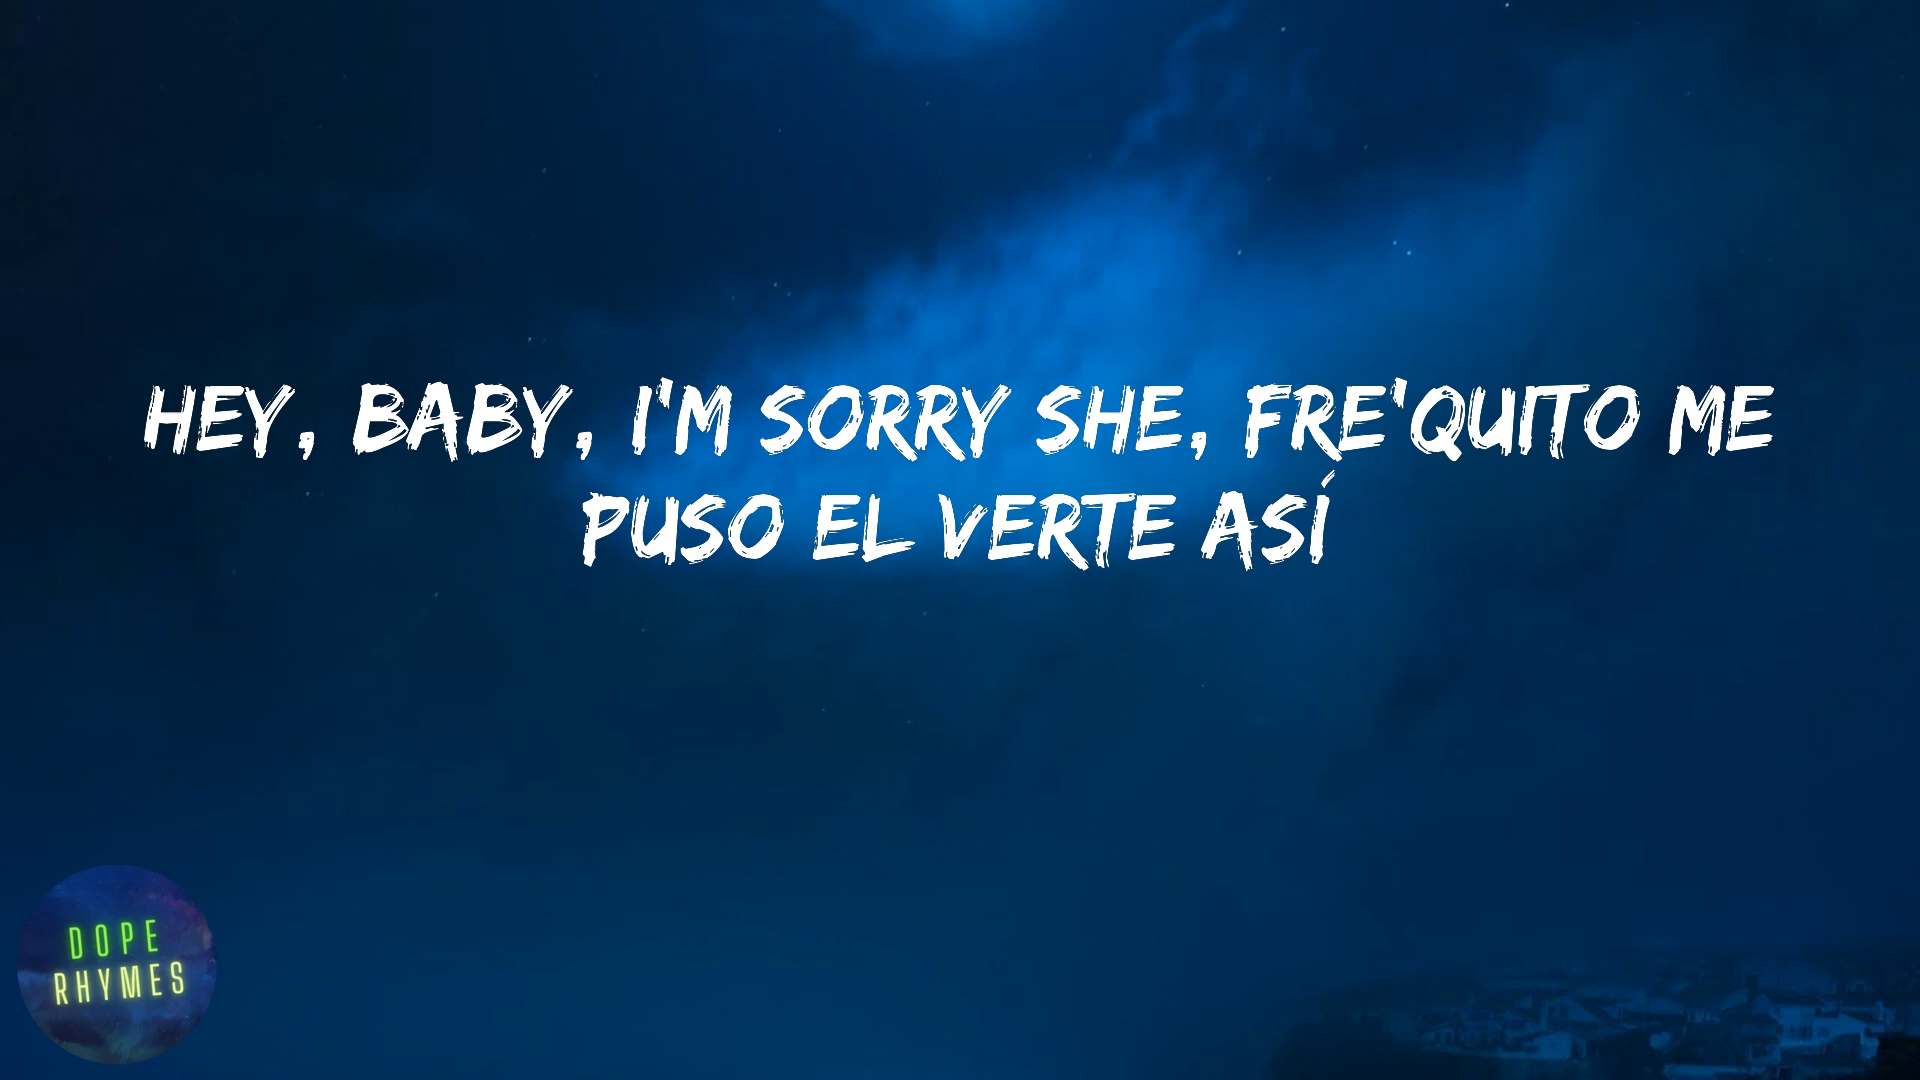 HEY, BABY, I'M SORRY SHE, FRE'QUITO ME
PUSO EL VERTE ASÍ
DOPE
RHYMES